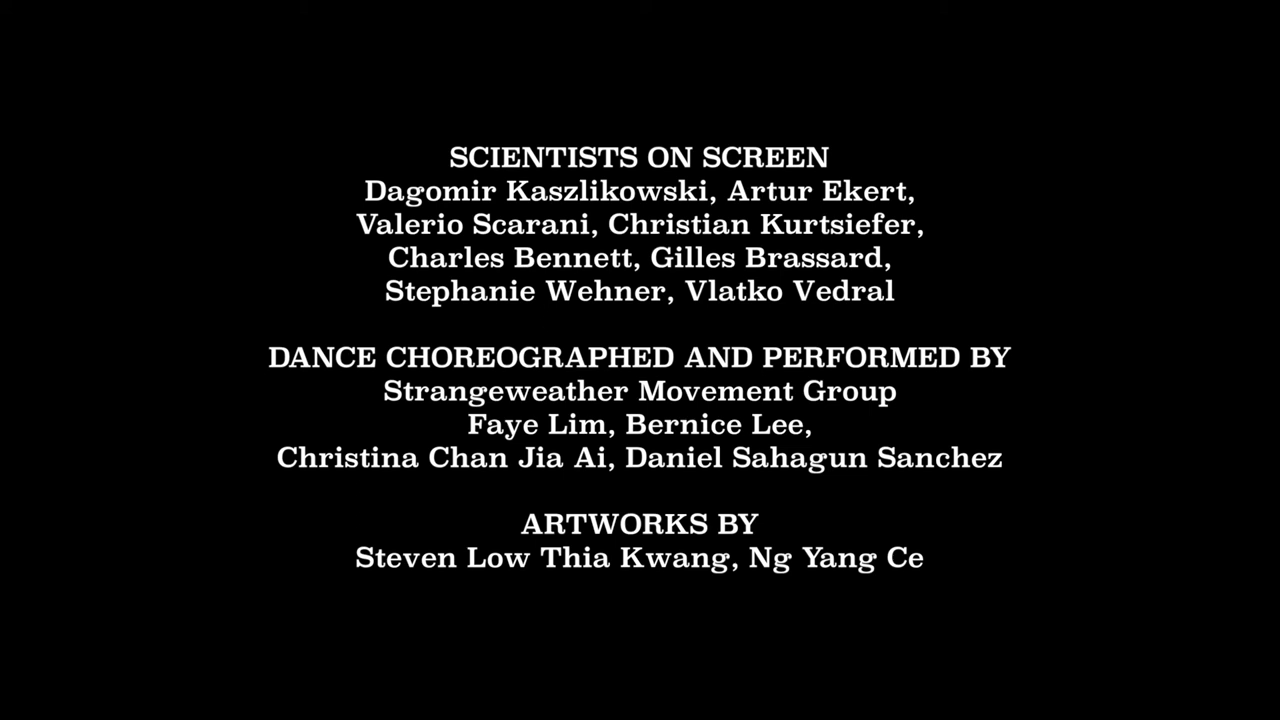 SCIENTISTS ON SCREEN
Dagomir Kaszlikowski, Artur Ekert,
Valerio Scarani, Christian Kurtsiefer,
Charles Bennett, Gilles Brassard,
Stephanie Wehner, Vlatko Vedral
DANCE CHOREOGRAPHED AND PERFORMED BY
Strangeweather Movement Group
Faye Lim, Bernice Lee,
Christina Chan Jia Ai, Daniel Sahagun Sanchez
ARTWORKS BY
Steven Low Thia Kwang, Ng Yang Ce